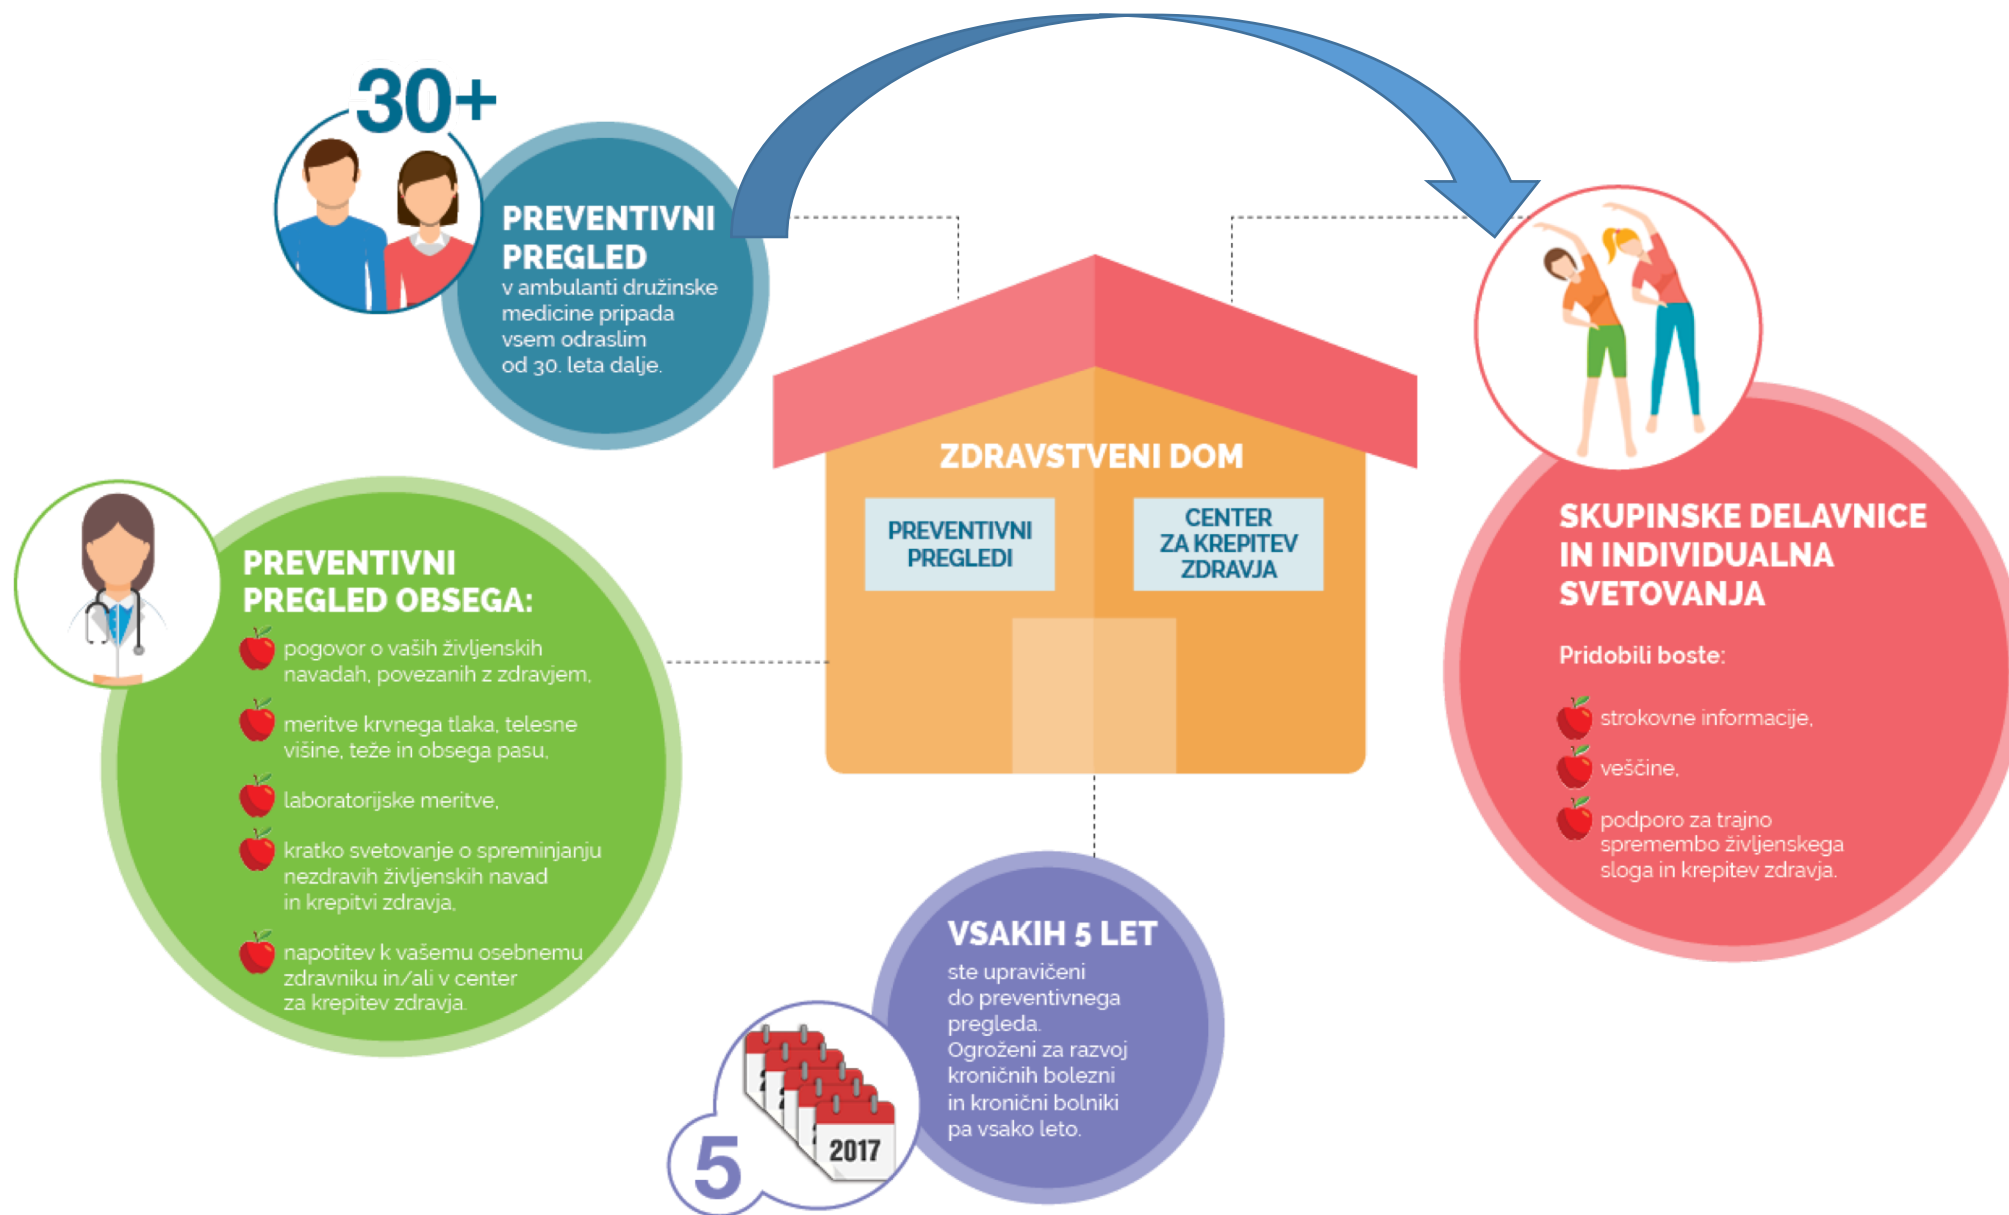 30+
PREVENTIVNI
PREGLED
v ambulanti družinske
medicine pripada
vsem odraslim
od 30. leta dalje.
ZDRAVSTVENI DOM
PREVENTIVNI
PREGLEDI
CENTER
ZA KREPITEV
ZDRAVJA
PREVENTIVNI
PREGLED OBSEGA:
pogovor o vaših življenskih
navadah, povezanih z zdravjem,
meritve krvnega tlaka, telesne
višine, teže in obsega pasu,
laboratorijske meritve,
kratko svetovanje o spreminjanju
nezdravih življenskih navad
in krepitvi zdravja,
napotitev k vašemu osebnemu
zdravniku in/ali v center
za krepitev zdravja.
SKUPINSKE DELAVNICE
IN INDIVIDUALNA
SVETOVANJA
Pridobili boste:
strokovne informacije,
veščine,
podporo za trajno
spremembo življenskega
sloga in krepitev zdravja.
VSAKIH 5 LET
ste upravičeni
do preventivnega
pregleda.
Ogroženi za razvoj
kroničnih bolezni
in kronični bolniki
pa vsako leto.
2017
5